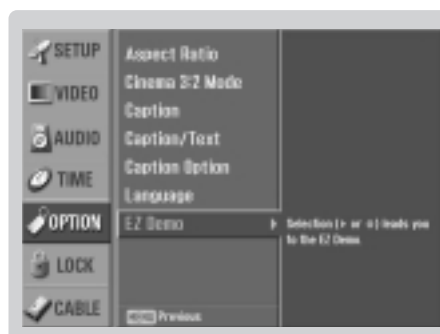 SETUP
VIDEO
AUDIO
TIME
OPTION
LOCK
CABLE
Aspect Ratio
Cinema 3:2 Mode
Caption
Caption/Text
Caption Option
Language
EZ Demo
Selection (▶ or ⊙) leads you
to the EZ Demo
MENU Previous